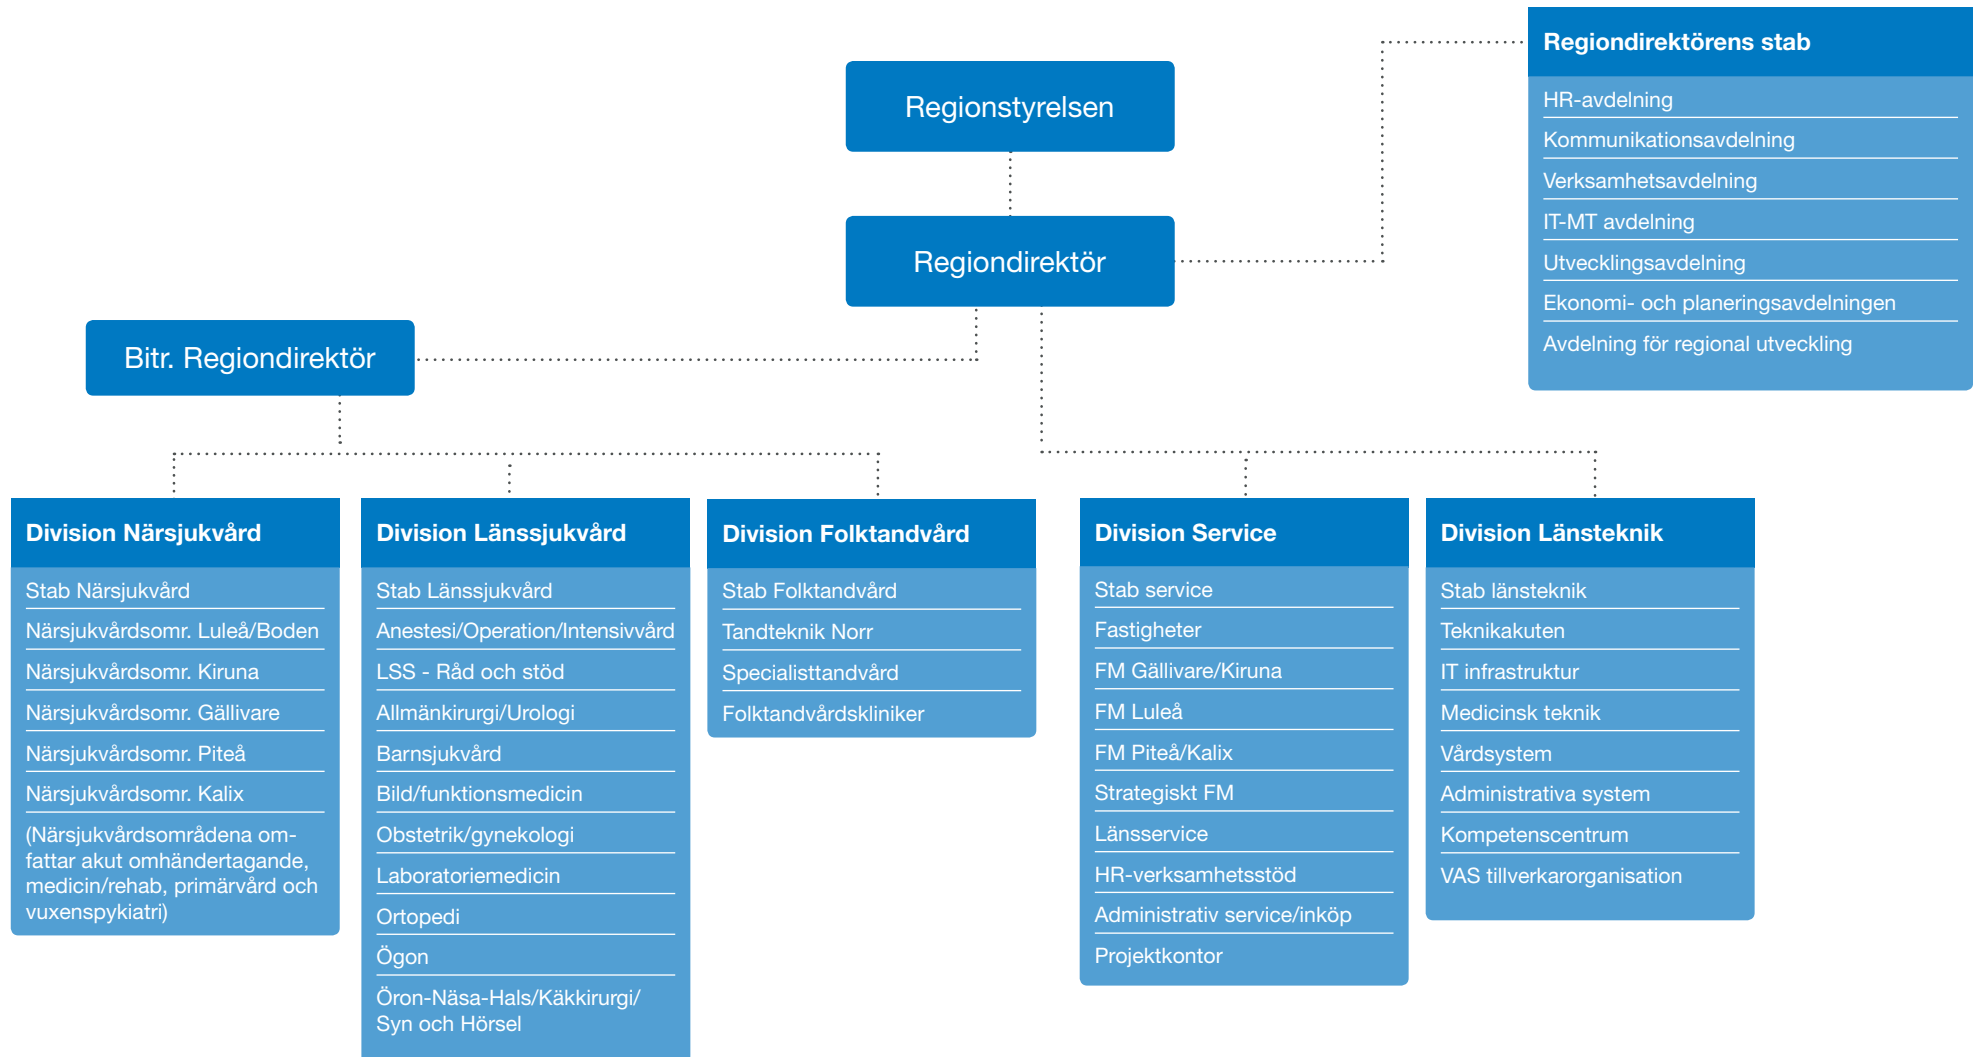 Regionstyrelsen
Regiondirektör
Bitr. Regiondirektör
Regiondirektörens stab
HR-avdelning
Kommunikationsavdelning
Verksamhetsavdelning
IT-MT avdelning
Utvecklingsavdelning
Ekonomi- och planeringsavdelningen
Avdelning för regional utveckling
Division Närsjukvård
Stab Närsjukvård
Närsjukvårdsomr. Luleå/Boden
Närsjukvårdsomr. Kiruna
Närsjukvårdsomr. Gällivare
Närsjukvårdsomr. Piteå
Närsjukvårdsomr. Kalix
(Närsjukvårdsområdena om-
fattar akut omhändertagande,
medicin/rehab, primärvård och
vuxenspykiatri)
Division Länssjukvård
Stab Länssjukvård
Anestesi/Operation/Intensivvård
LSS - Råd och stöd
Allmänkirurgi/Urologi
Barnsjukvård
Bild/funktionsmedicin
Obstetrik/gynekologi
Laboratoriemedicin
Ortopedi
Ögon
Öron-Näsa-Hals/Käkkirurgi/
Syn och Hörsel
Division Folktandvård
Stab Folktandvård
Tandteknik Norr
Specialisttandvård
Folktandvårdskliniker
Division Service
Stab service
Fastigheter
FM Gällivare/Kiruna
FM Luleå
FM Piteå/Kalix
Strategiskt FM
Länsservice
HR-verksamhetsstöd
Administrativ service/inköp
Projektkontor
Division Länsteknik
Stab länsteknik
Teknikakuten
IT infrastruktur
Medicinsk teknik
Vårdsystem
Administrativa system
Kompetenscentrum
VAS tillverkarorganisation